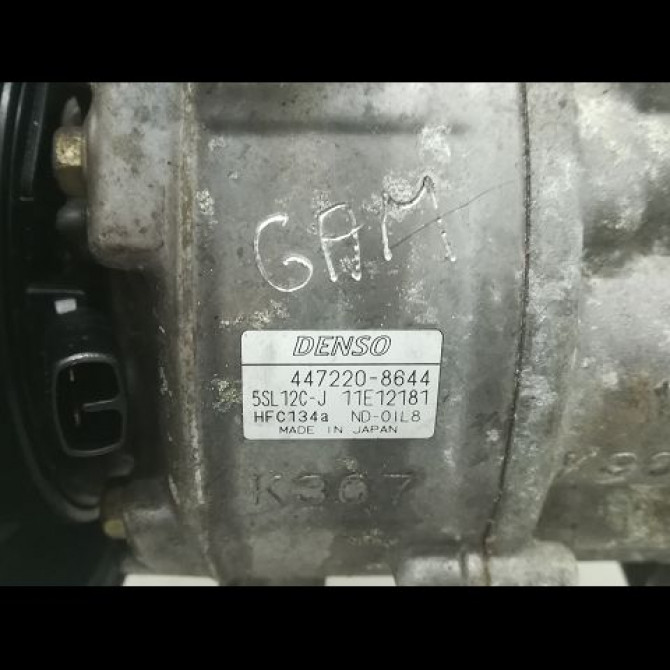 GAM
DENSO
447220-8644
5SL12C-J 11E12181
HFC134a ND-OIL8
MADE IN JAPAN
K307